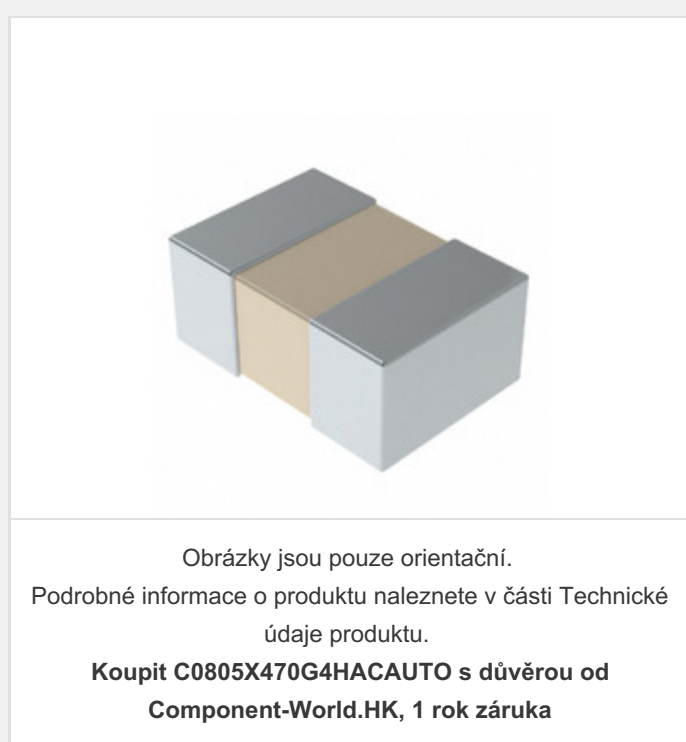 Obrázky jsou pouze orientační.
Podrobné informace o produktu naleznete v části Technické
údaje produktu.
Koupit C0805X470G4HACAUTO s důvěrou od
Component-World.HK, 1 rok záruka